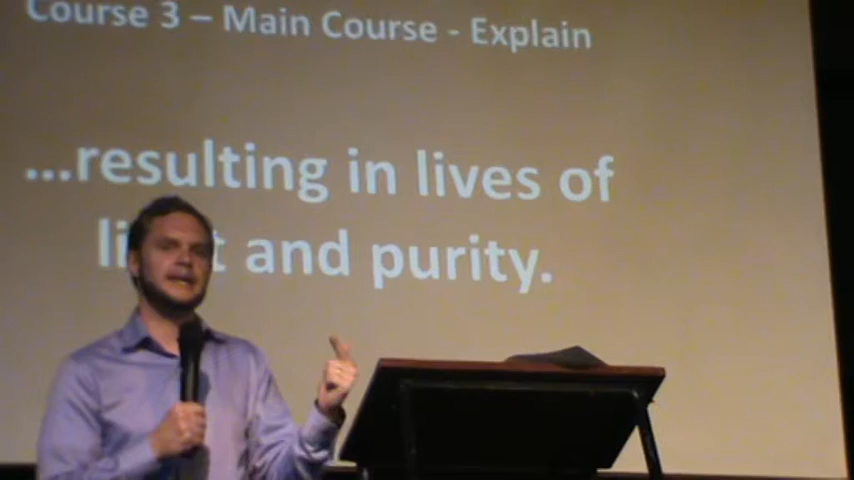 Course 3 – Main Course - Explain
...resulting in lives of
and purity.